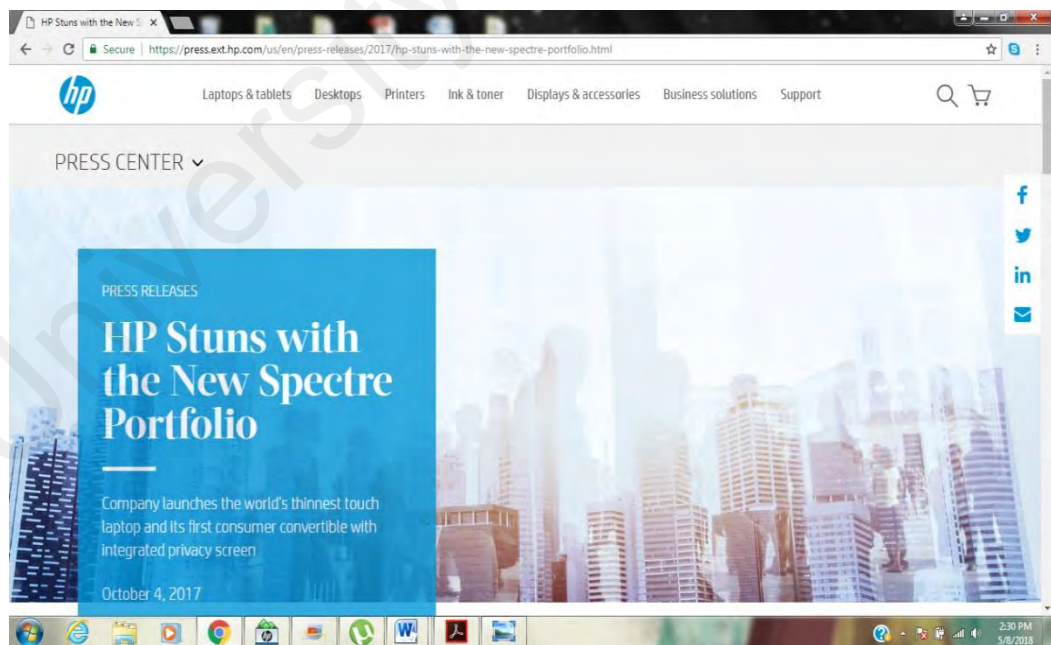 HP Stuns with the New S
Secure | https://press.ext.hp.com/us/en/press-releases/2017/hp-stuns-with-the-new-spectre-portfolio.html
hp
Laptops & tablets Desktops Printers Ink & toner Displays & accessories Business solutions Support
PRESS CENTER
PRESS RELEASES
HP Stuns with
the New Spectre
Portfolio
Company launches the world's thinnest touch
laptop and its first consumer convertible with
integrated privacy screen
October 4, 2017
2:30 PM
5/8/2018
University